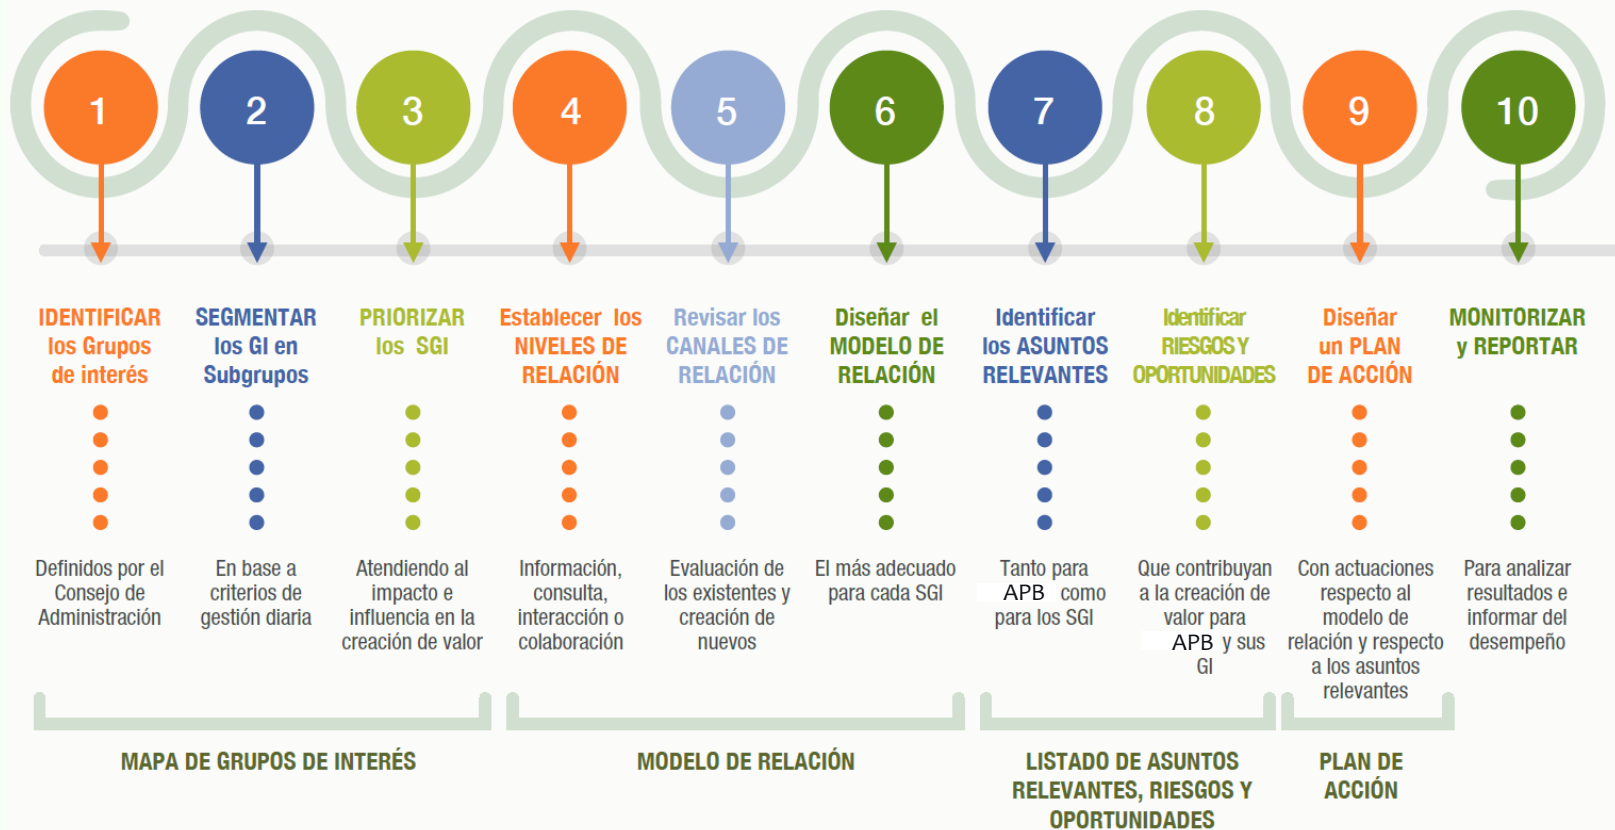 1
2
3
4
5
6
7
8
9
10
IDENTIFICAR
los Grupos
de interés
SEGMENTAR
los GI en
Subgrupos
PRIORIZAR
los SGI
Establecer los
NIVELES DE
RELACIÓN
Revisar los
CANALES DE
RELACIÓN
Diseñar el
MODELO DE
RELACIÓN
Identificar
los ASUNTOS
RELEVANTES
Identificar
RIESGOS Y
OPORTUNIDADES
Diseñar
un PLAN
DE ACCIÓN
MONITORIZAR
y REPORTAR
Definidos por el
Consejo de
Administración
En base a
criterios de
gestión diaria
Atendiendo al
impacto e
influencia en la
creación de valor
Información,
consulta,
interacción o
colaboración
Evaluación de
los existentes y
creación de
nuevos
El más adecuado
para cada SGI
Tanto para
APB como
para los SGI
Que contribuyan
a la creación de
valor para
APB y sus
GI
Con actuaciones
respecto al
modelo de
relación y respecto
a los asuntos
relevantes
Para analizar
resultados e
informar del
desempeño
MAPA DE GRUPOS DE INTERÉS
MODELO DE RELACIÓN
LISTADO DE ASUNTOS
RELEVANTES, RIESGOS Y
OPORTUNIDADES
PLAN DE
ACCIÓN